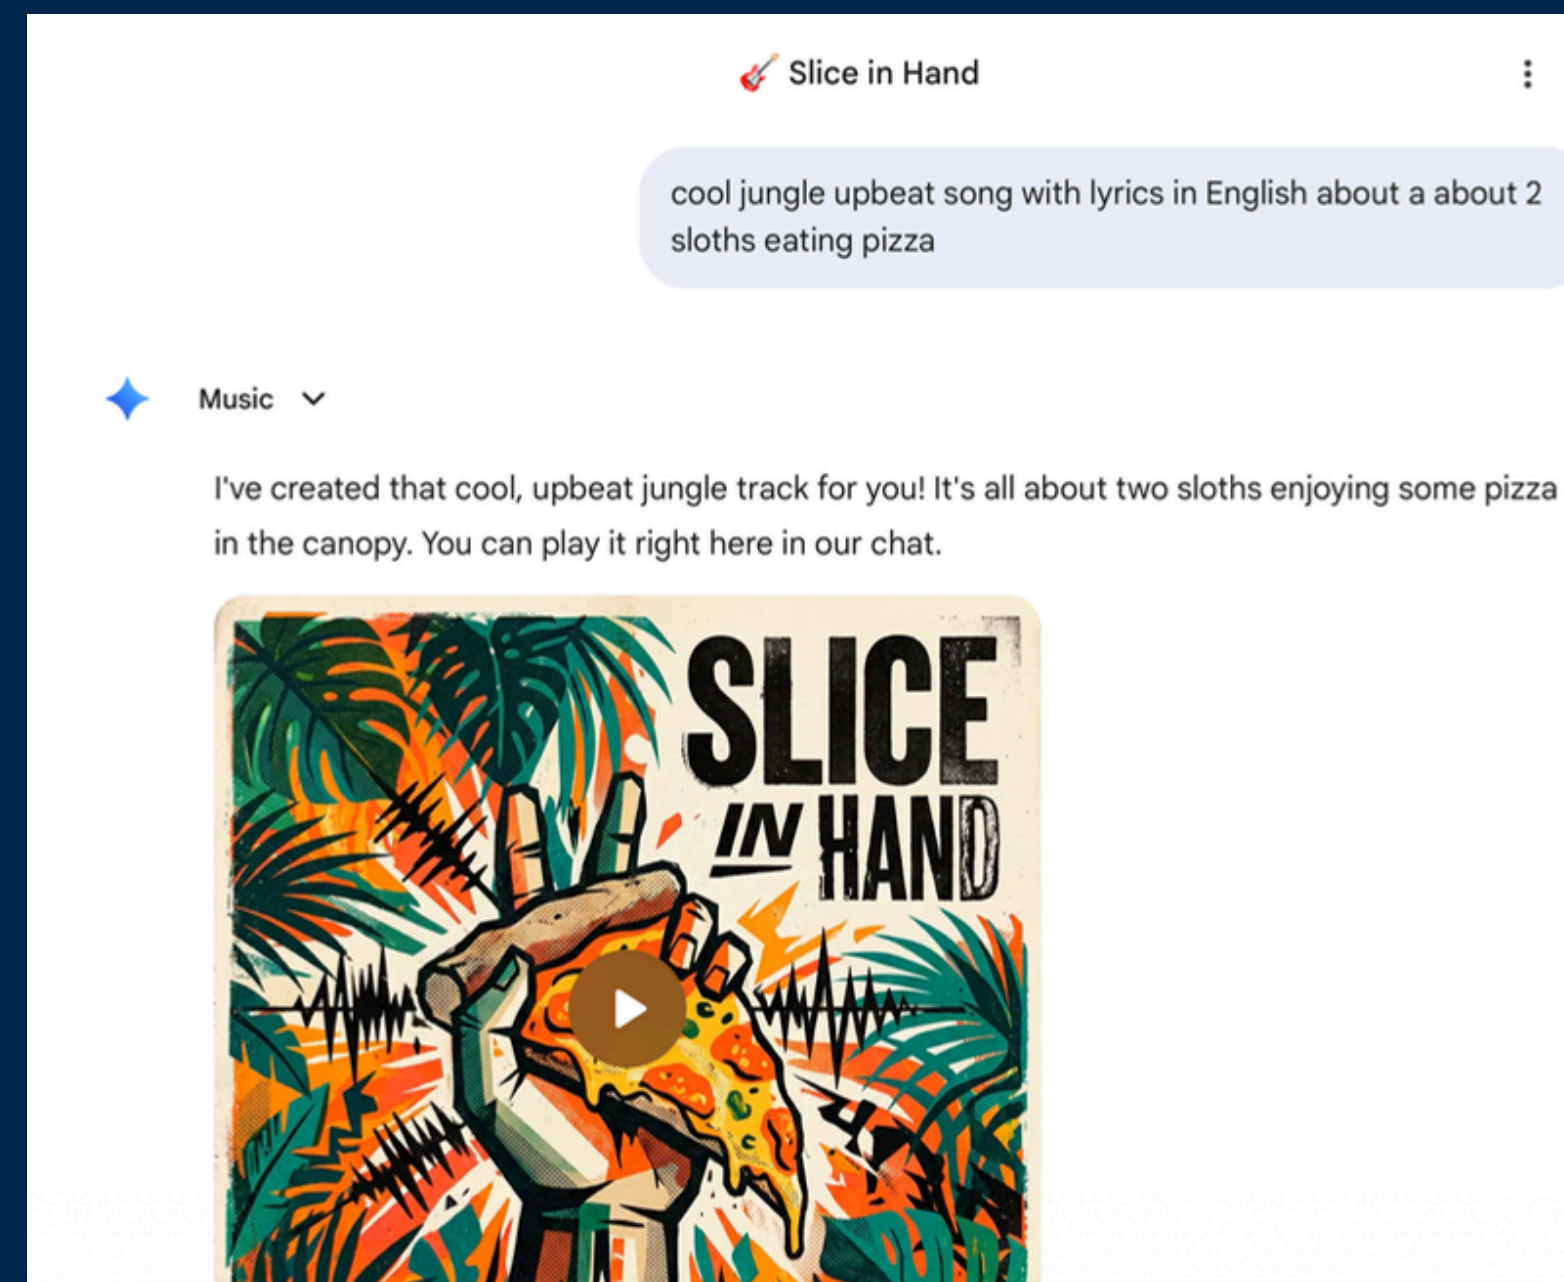 Slice in Hand
cool jungle upbeat song with lyrics in English about a about 2
sloths eating pizza
Music
I've created that cool, upbeat jungle track for you! It's all about two sloths enjoying some pizza
in the canopy. You can play it right here in our chat.
SLICE
IN HAND